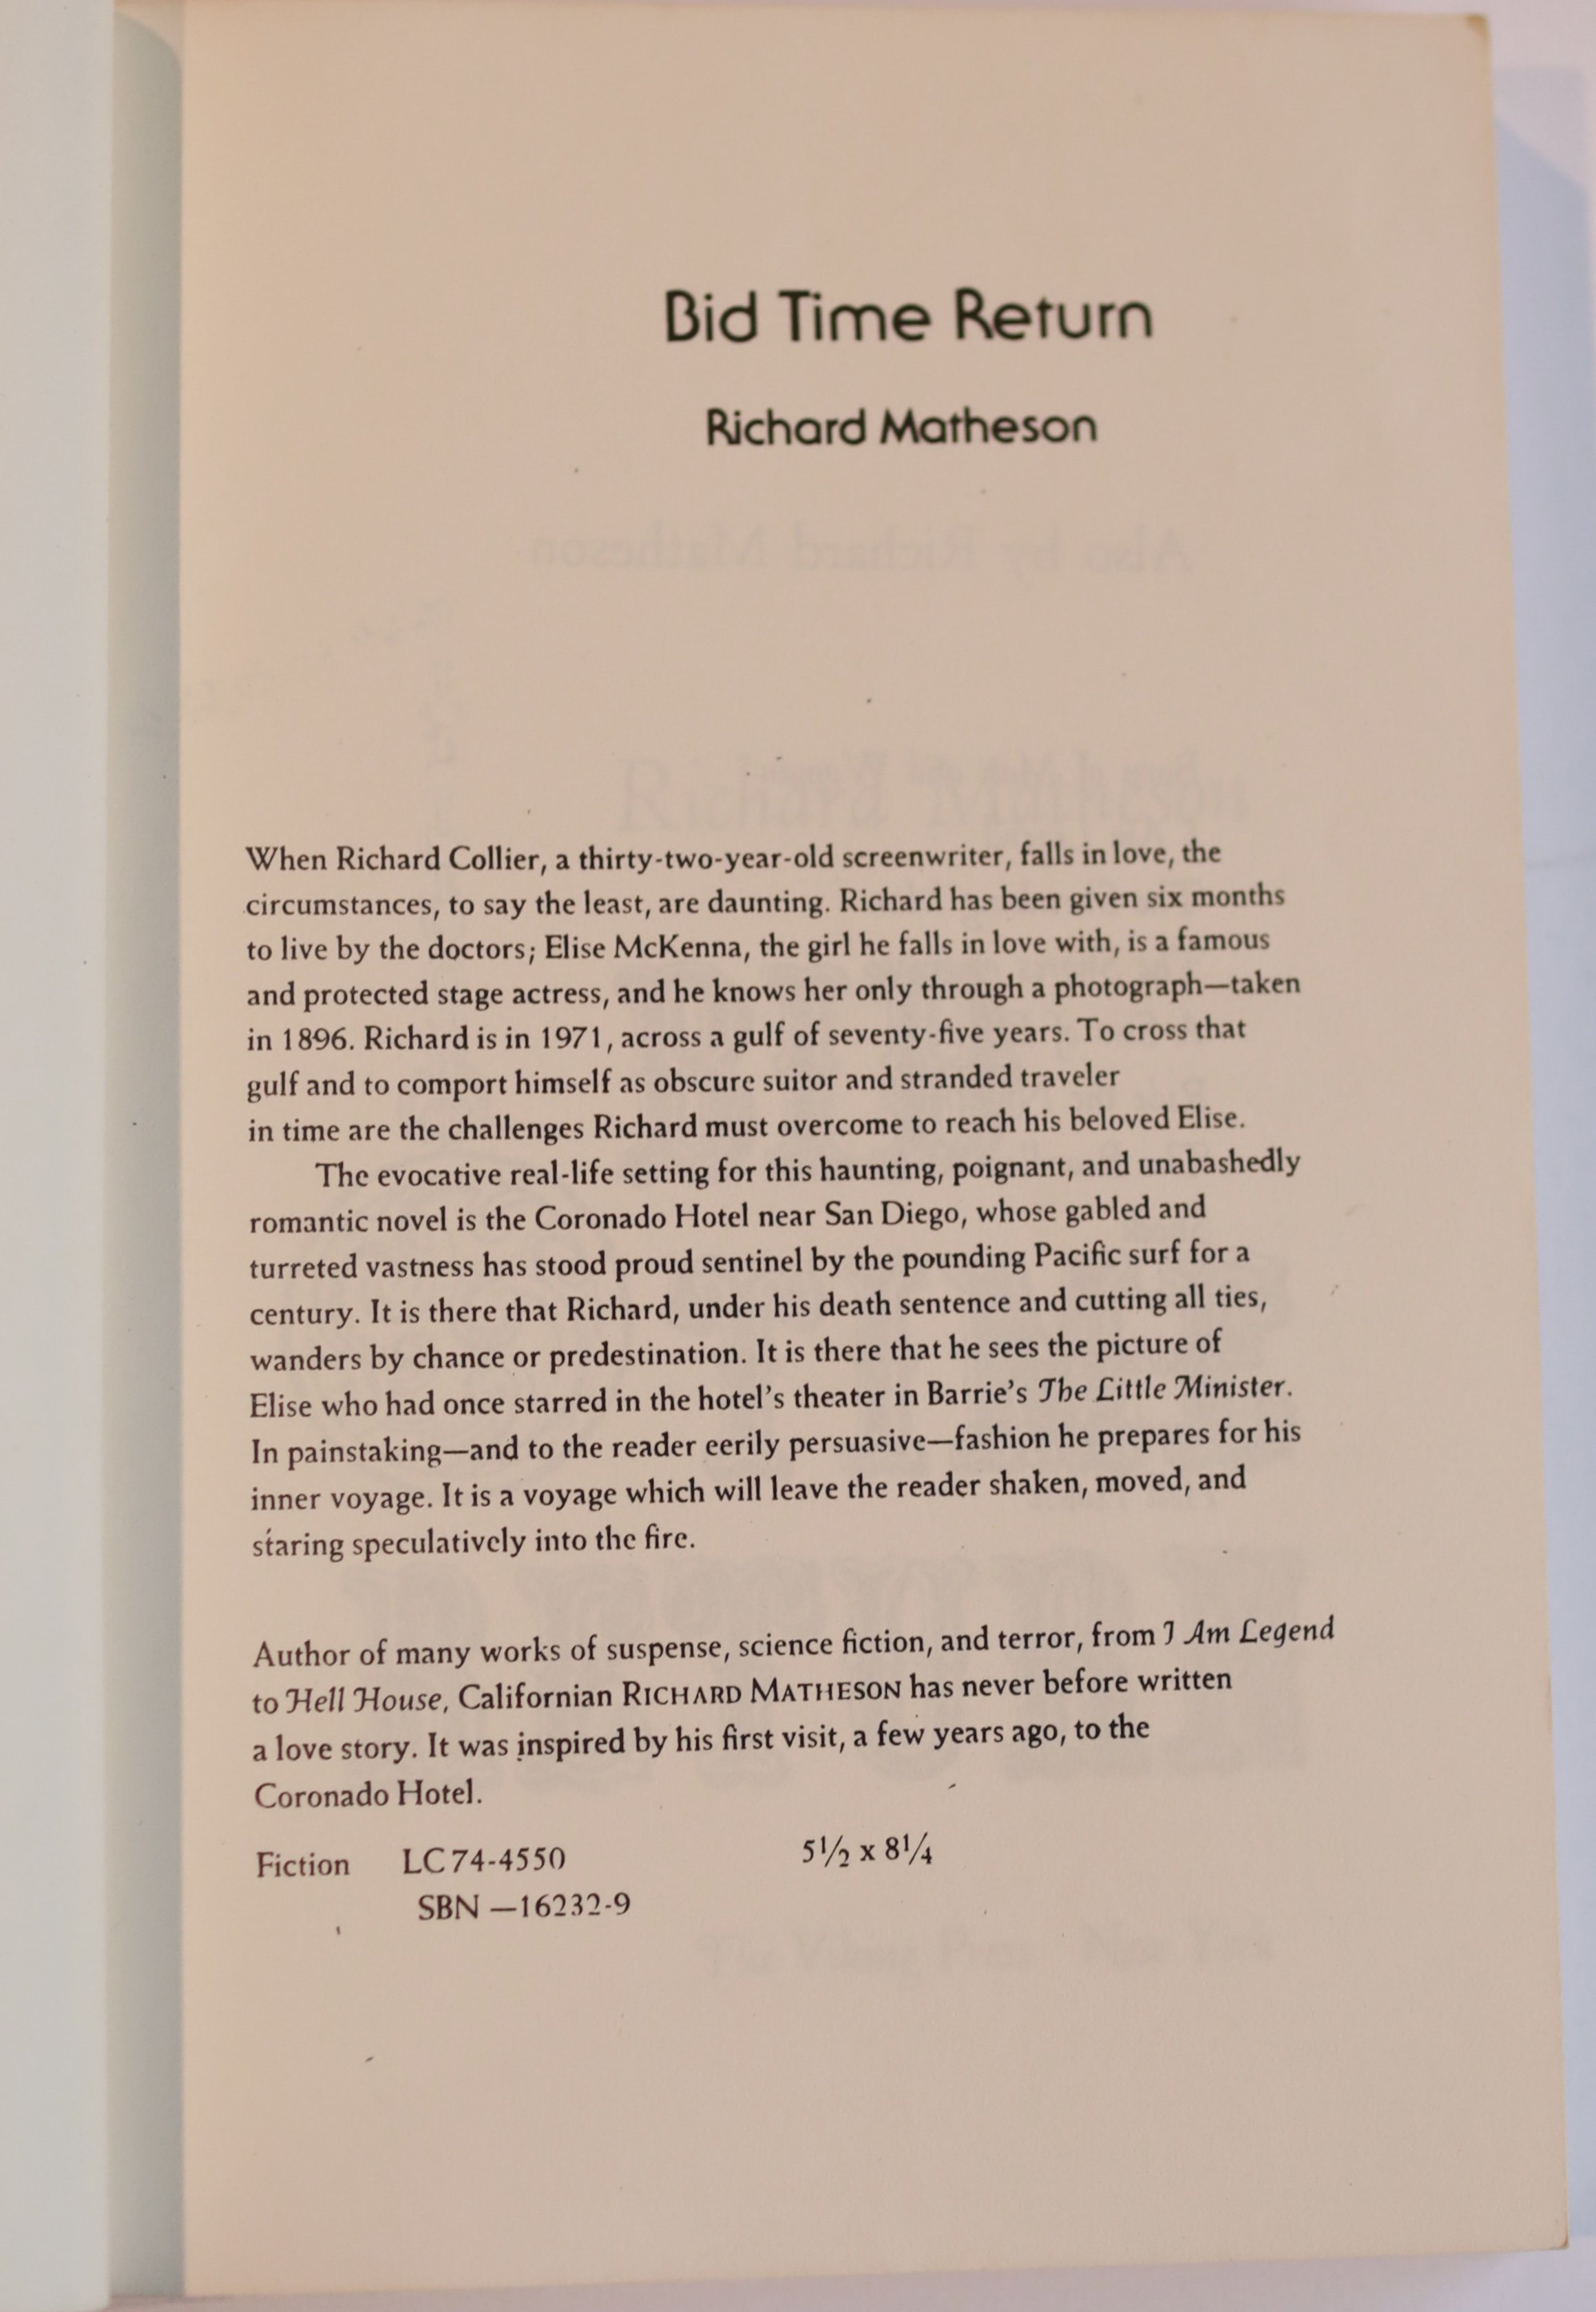 Bid Time Return
Richard Matheson
Also by Richard Matheson
Richard Matheson
When Richard Collier, a thirty-two-year-old screenwriter, falls in love, the
circumstances, to say the least, are daunting. Richard has been given six months
to live by the doctors; Elise McKenna, the girl he falls in love with, is a famous
and protected stage actress, and he knows her only through a photograph—taken
in 1896. Richard is in 1971, across a gulf of seventy-five years. To cross that
gulf and to comport himself as obscure suitor and stranded traveler
in time are the challenges Richard must overcome to reach his beloved Elise.
The evocative real-life setting for this haunting, poignant, and unabashedly
romantic novel is the Coronado Hotel near San Diego, whose gabled and
turreted vastness has stood proud sentinel by the pounding Pacific surf for a
century. It is there that Richard, under his death sentence and cutting all ties,
wanders by chance or predestination. It is there that he sees the picture of
Elise who had once starred in the hotel's theater in Barrie's The Little Minister.
In painstaking—and to the reader eerily persuasive—fashion he prepares for his
inner voyage. It is a voyage which will leave the reader shaken, moved, and
staring speculatively into the fire.
Author of many works of suspense, science fiction, and terror, from I Am Legend
to Hell House, Californian RICHARD MATHESON has never before written
a love story. It was inspired by his first visit, a few years ago, to the
Coronado Hotel.
Fiction LC 74-4550 5½ x 8¼
SBN —16232-9